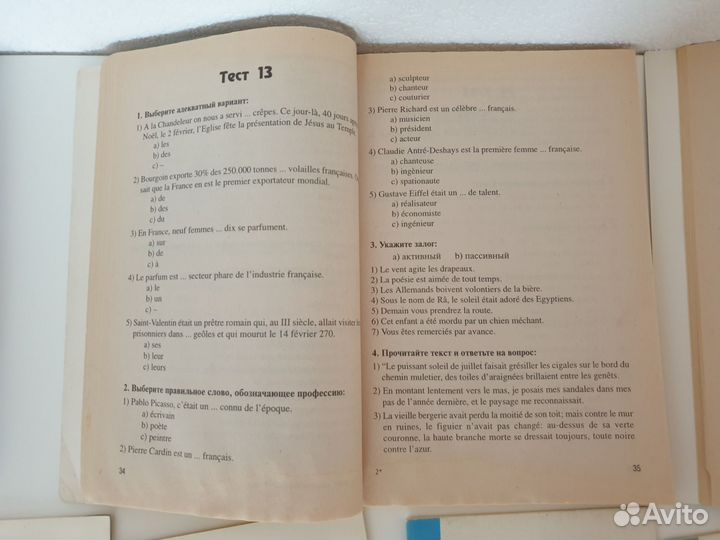 Тест 13
1. Выберите адекватный вариант:
1) A la Chandeleur on nous a servi ... crêpes. Ce jour-là, 40 jours après
Noël, le 2 février, l'Eglise fête la présentation de Jésus au Temple.
a) les
b) des
c) –
2) Bourgoin exporte 30% des 250.000 tonnes ... volailles françaises.
sait que la France en est le premier exportateur mondial.
a) de
b) des
c) du
3) En France, neuf femmes ... dix se parfument.
a) sur
b) de
c) à
4) Le parfum est ... secteur phare de l'industrie française.
a) le
b) un
c) –
5) Saint-Valentin était un prêtre romain qui, au III siècle, allait visiter les
prisonniers dans ... geôles et qui mourut le 14 février 270.
a) ses
b) leur
c) leurs
2. Выберите правильное слово, обозначающее профессию:
1) Pablo Picasso, c'était un ... connu de l'époque.
a) écrivain
b) poète
c) peintre
2) Pierre Cardin est un ... français.
34
a) sculpteur
b) chanteur
c) couturier
3) Pierre Richard est un célèbre ... français.
a) musicien
b) président
c) acteur
4) Claudie Antré-Deshays est la première femme ... française.
a) chanteuse
b) ingènieur
c) spationaute
5) Gustave Eiffel était un ... de talent.
a) réalisateur
b) économiste
c) ingénieur
3. Укажите залог:
a) активный b) пассивный
1) Le vent agite les drapeaux.
2) La poésie est aimée de tout temps.
3) Les Allemands boivent volontiers de la bière.
4) Sous le nom de Râ, le soleil était adoré des Egyptiens.
5) Demain vous prendrez la route.
6) Cet enfant a été mordu par un chien méchant.
7) Vous êtes remerciés par avance.
4. Прочитайте текст и ответьте на вопрос:
1) “Le puissant soleil de juillet faisait grésiller les cigales sur le bord du
chemin muletier, des toiles d'araignées brillaient entre les genêts.
2) En montant lentement vers le mas, je posais mes sandales dans mes
pas de l'année dernière, et le paysage me reconnaissait.
3) La vieille bergerie avait perdu la moitié de son toit; mais contre le mur
en ruines, le figuier n'avait pas changé: au-dessus de sa verte
couronne, la haute branche morte se dressait toujours, toute noire
contre l'azur.
2*
35
Avito